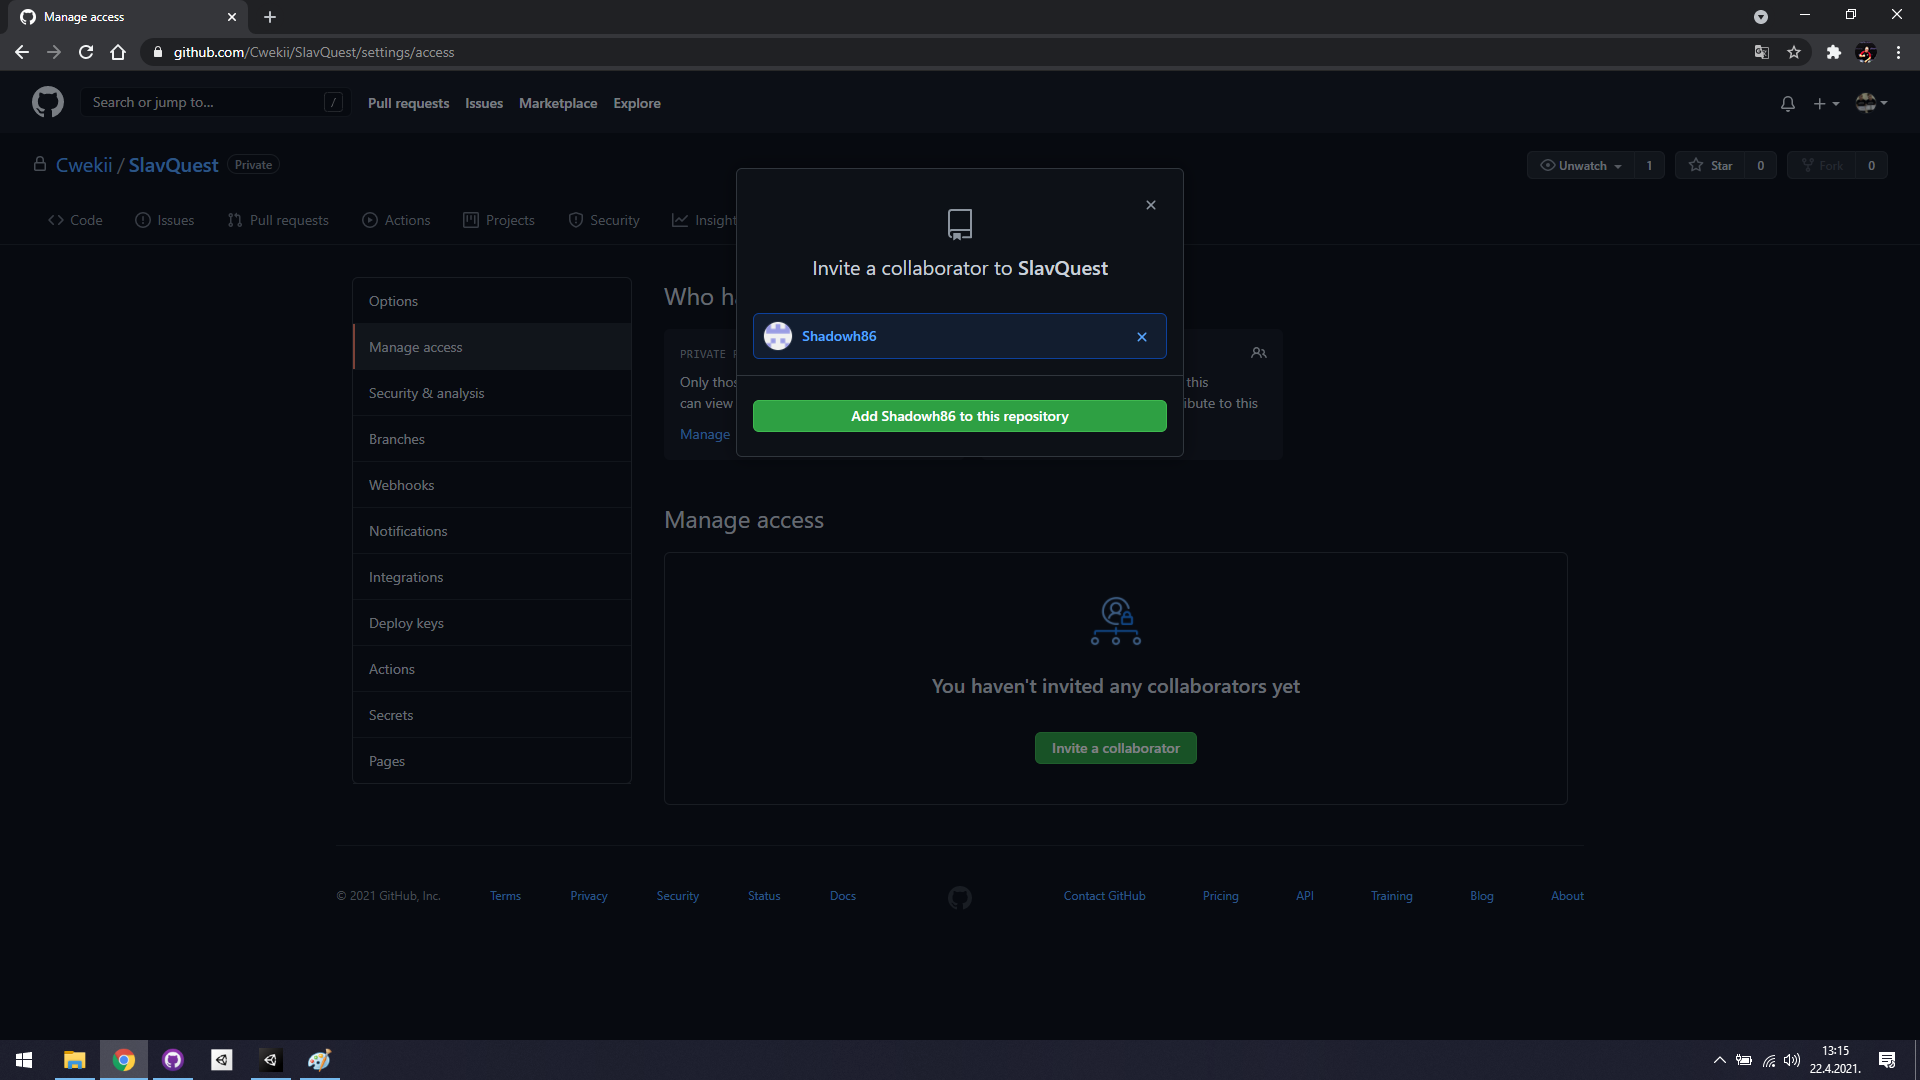 Manage access
github.com/Cwekii/SlavQuest/settings/access
Search or jump to... /
Pull requests Issues Marketplace Explore
Cwekii / SlavQuest Private
Unwatch 1 Star 0 Fork 0
Code Issues Pull requests Actions Projects Security Insight
Invite a collaborator to SlavQuest
Shadowh86
Add Shadowh86 to this repository
Options
Manage access
Security & analysis
Branches
Webhooks
Notifications
Integrations
Deploy keys
Actions
Secrets
Pages
Who ha
PRIVATE
Only thos this
can view ibute to this
Manage
Manage access
You haven't invited any collaborators yet
Invite a collaborator
© 2021 GitHub, Inc. Terms Privacy Security Status Docs Contact GitHub Pricing API Training Blog About
13:15
22.4.2021.